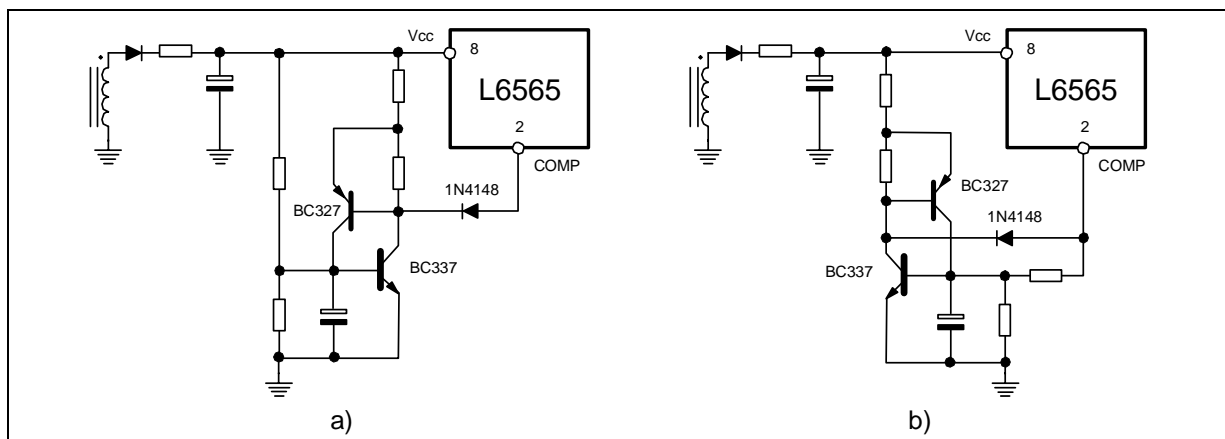 Vcc
8
L6565
2
COMP
1N4148
BC327
BC337
a)
Vcc
8
L6565
2
COMP
BC327
1N4148
BC337
b)